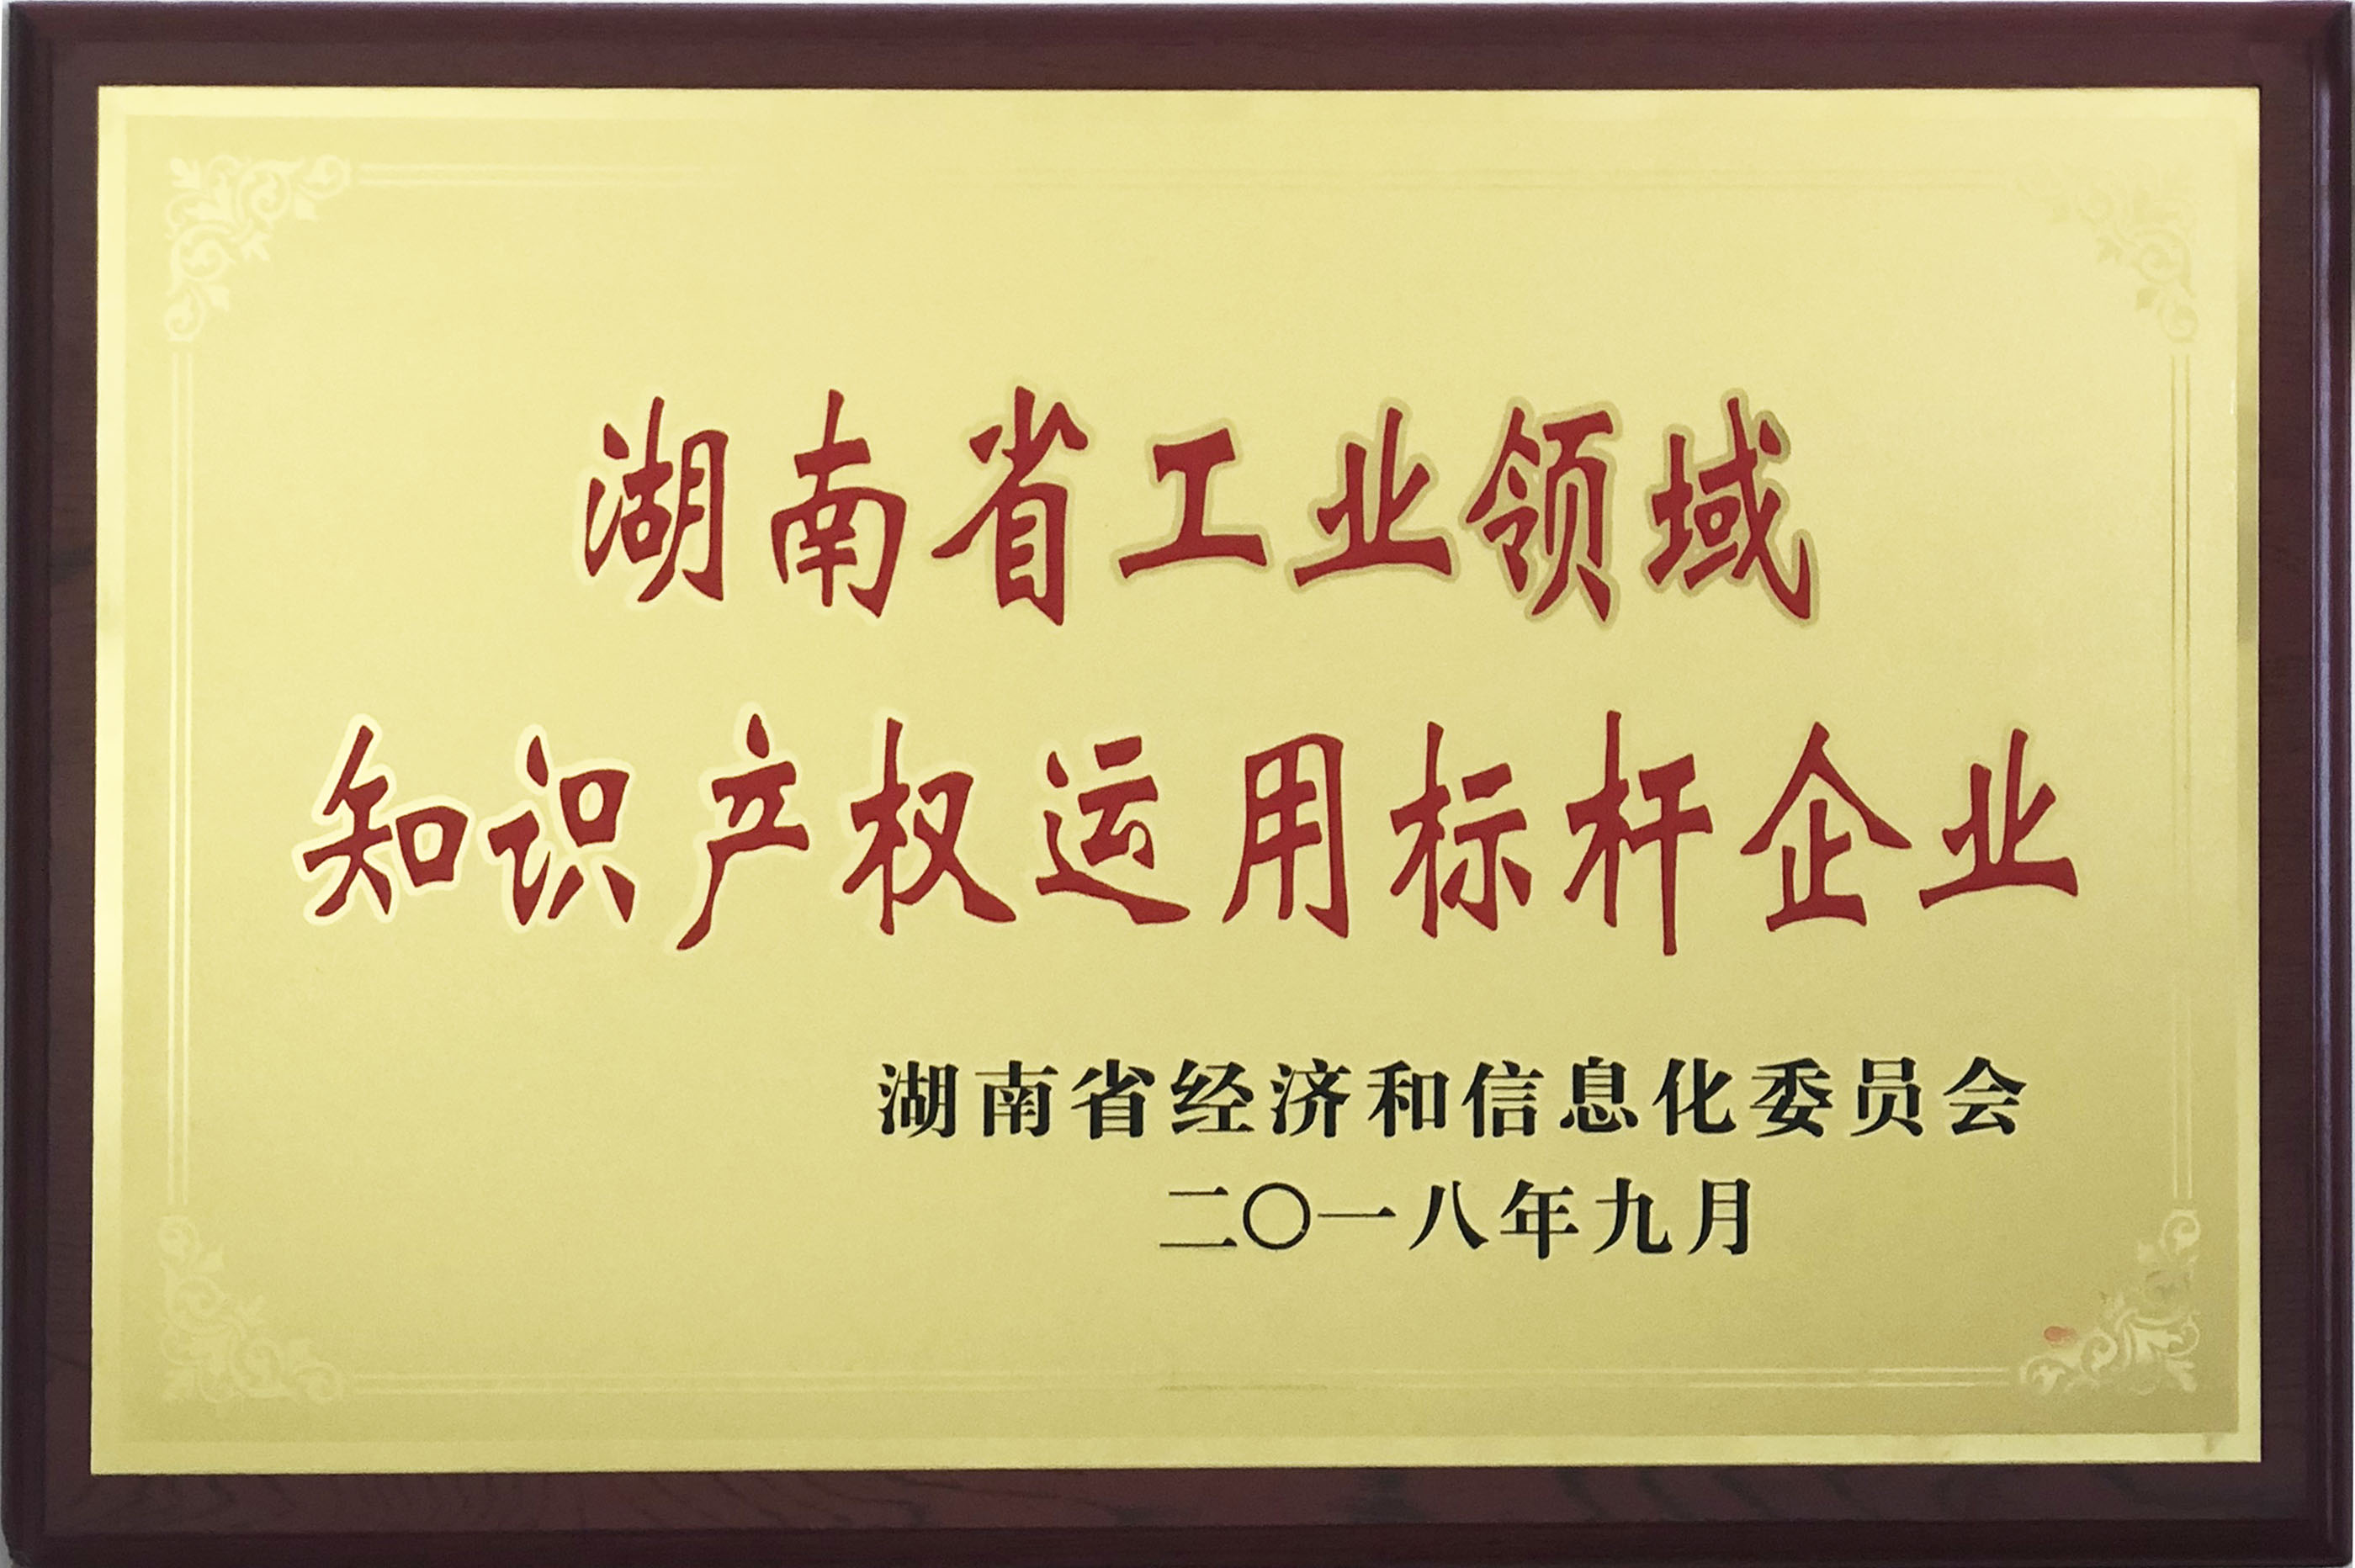 湖南省工业领域
知识产权运用标杆企业
湖南省经济和信息化委员会
二〇一八年九月